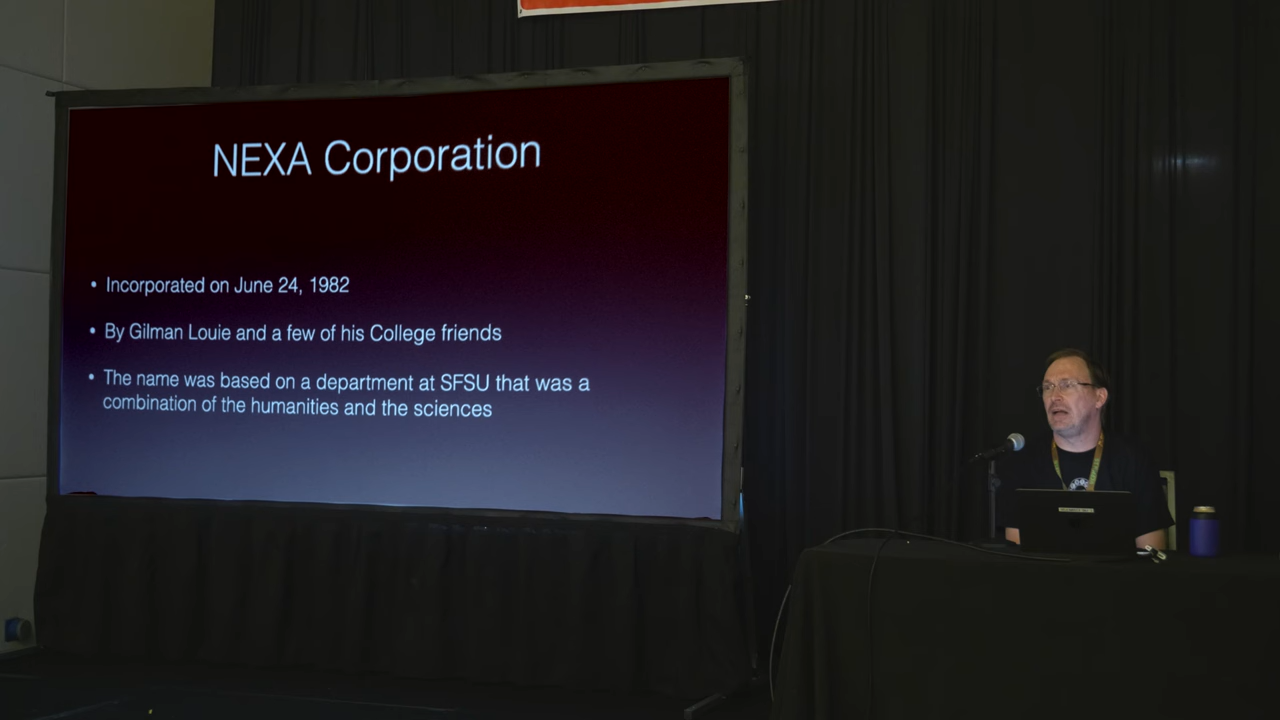 NEXA Corporation
• Incorporated on June 24, 1982
• By Gilman Louie and a few of his College friends
• The name was based on a department at SFSU that was a
combination of the humanities and the sciences